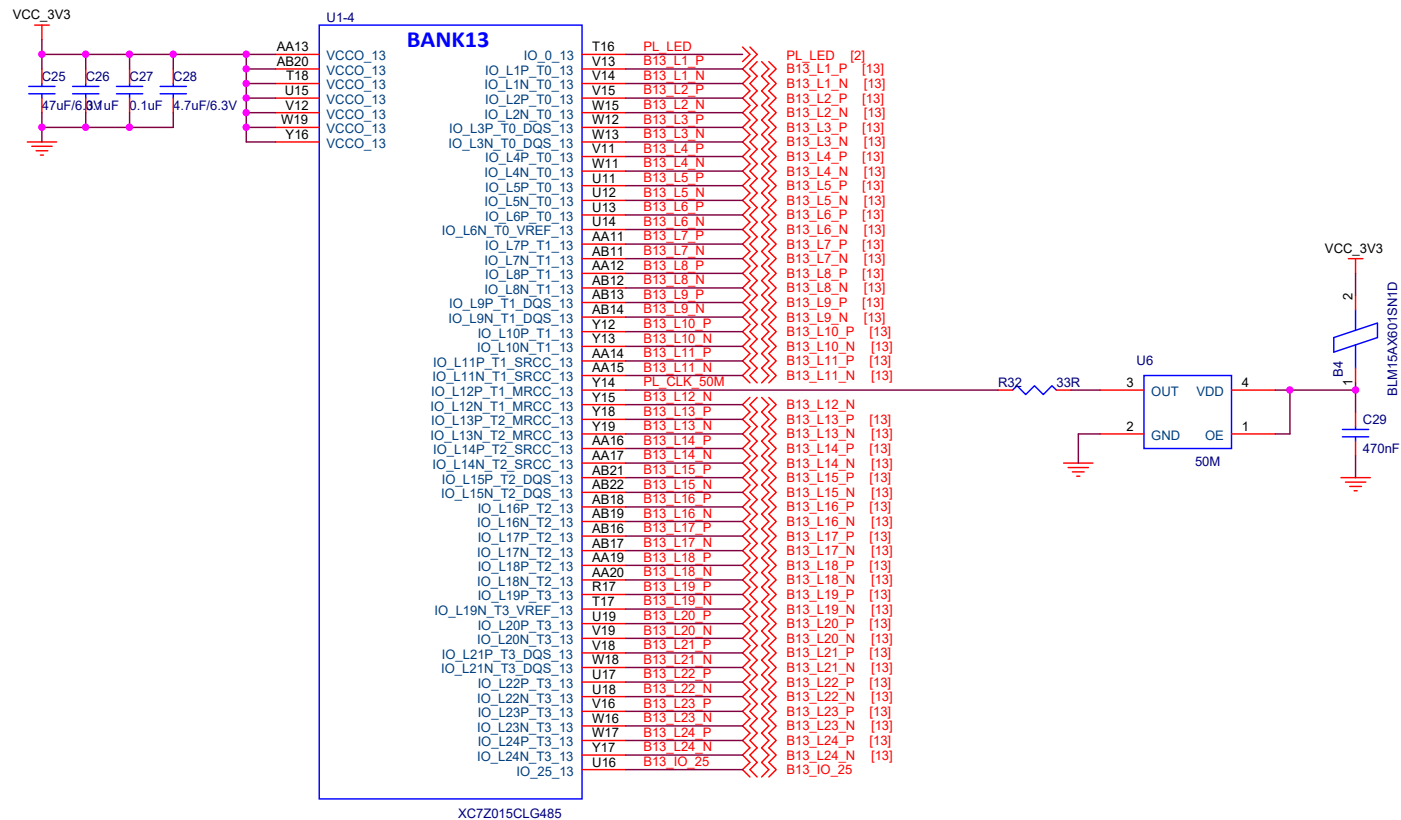 VCC_3V3
U1-4
BANK13
C25 C26 C27 C28
47uF/6.3V 0.1uF 0.1uF 4.7uF/6.3V
AA13 VCCO_13
AB20 VCCO_13
T18 VCCO_13
U15 VCCO_13
V12 VCCO_13
W19 VCCO_13
Y16 VCCO_13
IO_0_13 T16 PL_LED PL_LED [2]
IO_L1P_T0_13 V13 B13_L1_P B13_L1_P [13]
IO_L1N_T0_13 V14 B13_L1_N B13_L1_N [13]
IO_L2P_T0_13 V15 B13_L2_P B13_L2_P [13]
IO_L2N_T0_13 W15 B13_L2_N B13_L2_N [13]
IO_L3P_T0_DQS_13 W12 B13_L3_P B13_L3_P [13]
IO_L3N_T0_DQS_13 W13 B13_L3_N B13_L3_N [13]
IO_L4P_T0_13 V11 B13_L4_P B13_L4_P [13]
IO_L4N_T0_13 W11 B13_L4_N B13_L4_N [13]
IO_L5P_T0_13 U11 B13_L5_P B13_L5_P [13]
IO_L5N_T0_13 U12 B13_L5_N B13_L5_N [13]
IO_L6P_T0_13 U13 B13_L6_P B13_L6_P [13]
IO_L6N_T0_VREF_13 U14 B13_L6_N B13_L6_N [13]
IO_L7P_T1_13 AA11 B13_L7_P B13_L7_P [13]
IO_L7N_T1_13 AB11 B13_L7_N B13_L7_N [13]
IO_L8P_T1_13 AA12 B13_L8_P B13_L8_P [13]
IO_L8N_T1_13 AB12 B13_L8_N B13_L8_N [13]
IO_L9P_T1_DQS_13 AB13 B13_L9_P B13_L9_P [13]
IO_L9N_T1_DQS_13 AB14 B13_L9_N B13_L9_N [13]
IO_L10P_T1_13 Y12 B13_L10_P B13_L10_P [13]
IO_L10N_T1_13 Y13 B13_L10_N B13_L10_N [13]
IO_L11P_T1_SRCC_13 AA14 B13_L11_P B13_L11_P [13]
IO_L11N_T1_SRCC_13 AA15 B13_L11_N B13_L11_N [13]
IO_L12P_T1_MRCC_13 Y14 PL_CLK_50M
IO_L12N_T1_MRCC_13 Y15 B13_L12_N B13_L12_N
IO_L13P_T2_MRCC_13 Y18 B13_L13_P B13_L13_P [13]
IO_L13N_T2_MRCC_13 Y19 B13_L13_N B13_L13_N [13]
IO_L14P_T2_SRCC_13 AA16 B13_L14_P B13_L14_P [13]
IO_L14N_T2_SRCC_13 AA17 B13_L14_N B13_L14_N [13]
IO_L15P_T2_DQS_13 AB21 B13_L15_P B13_L15_P [13]
IO_L15N_T2_DQS_13 AB22 B13_L15_N B13_L15_N [13]
IO_L16P_T2_13 AB18 B13_L16_P B13_L16_P [13]
IO_L16N_T2_13 AB19 B13_L16_N B13_L16_N [13]
IO_L17P_T2_13 AB16 B13_L17_P B13_L17_P [13]
IO_L17N_T2_13 AB17 B13_L17_N B13_L17_N [13]
IO_L18P_T2_13 AA19 B13_L18_P B13_L18_P [13]
IO_L18N_T2_13 AA20 B13_L18_N B13_L18_N [13]
IO_L19P_T3_13 R17 B13_L19_P B13_L19_P [13]
IO_L19N_T3_VREF_13 T17 B13_L19_N B13_L19_N [13]
IO_L20P_T3_13 U19 B13_L20_P B13_L20_P [13]
IO_L20N_T3_13 V19 B13_L20_N B13_L20_N [13]
IO_L21P_T3_DQS_13 V18 B13_L21_P B13_L21_P [13]
IO_L21N_T3_DQS_13 W18 B13_L21_N B13_L21_N [13]
IO_L22P_T3_13 U17 B13_L22_P B13_L22_P [13]
IO_L22N_T3_13 U18 B13_L22_N B13_L22_N [13]
IO_L23P_T3_13 V16 B13_L23_P B13_L23_P [13]
IO_L23N_T3_13 W16 B13_L23_N B13_L23_N [13]
IO_L24P_T3_13 W17 B13_L24_P B13_L24_P [13]
IO_L24N_T3_13 Y17 B13_L24_N B13_L24_N [13]
IO_25_13 U16 B13_IO_25 B13_IO_25
XC7Z015CLG485
R32 33R
U6
3 OUT VDD 4
2 GND OE 1
50M
VCC_3V3
2
B4 1
BLM15AX601SN1D
C29
470nF